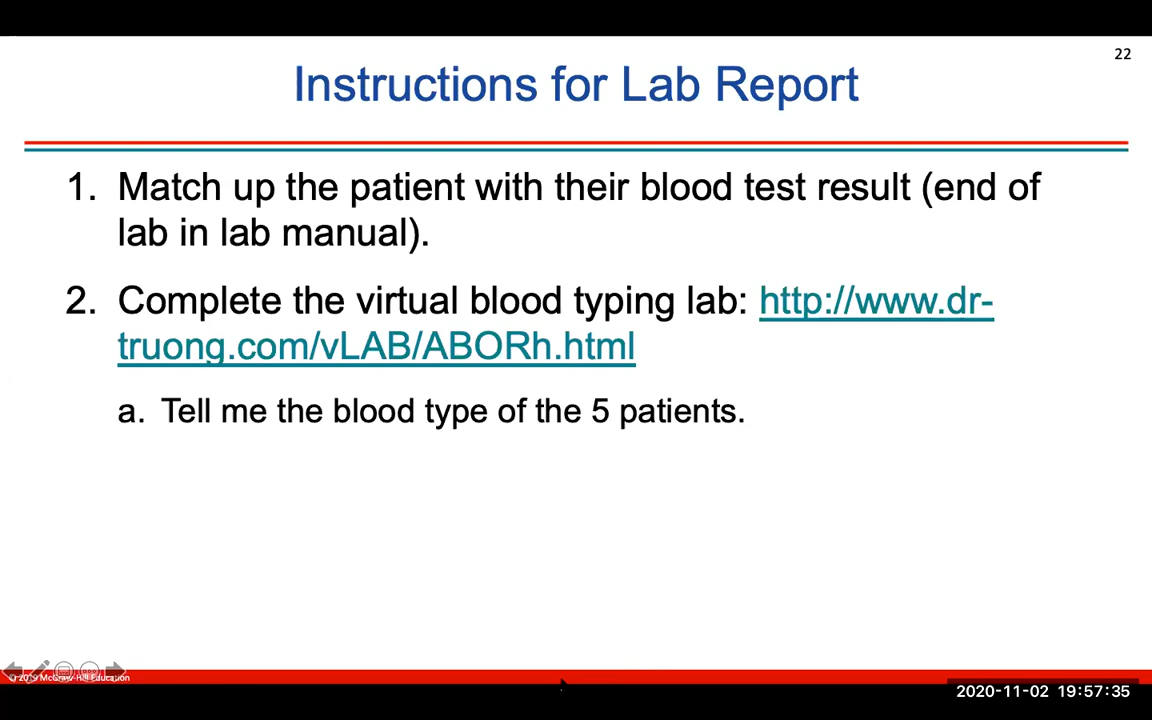 22
Instructions for Lab Report
1. Match up the patient with their blood test result (end of
lab in lab manual).
2. Complete the virtual blood typing lab: http://www.dr-
truong.com/vLAB/ABORh.html
a. Tell me the blood type of the 5 patients.
© 2019 McGraw-Hill Education
2020-11-02 19:57:35